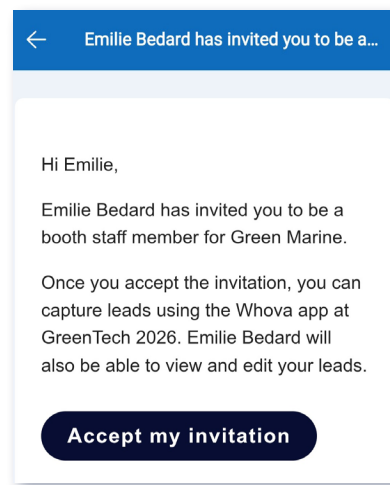 Emilie Bedard has invited you to be a...
Hi Emilie,
Emilie Bedard has invited you to be a
booth staff member for Green Marine.
Once you accept the invitation, you can
capture leads using the Whova app at
GreenTech 2026. Emilie Bedard will
also be able to view and edit your leads.
Accept my invitation